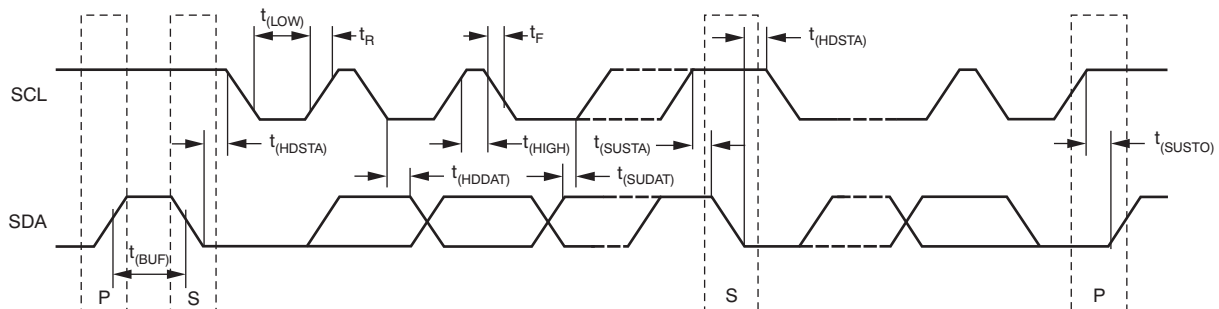 t(LOW)
tR
tF
t(HDSTA)
SCL
t(HDSTA)
t(HIGH)
t(SUSTA)
t(SUSTO)
t(HDDAT)
t(SUDAT)
SDA
t(BUF)
P
S
S
P